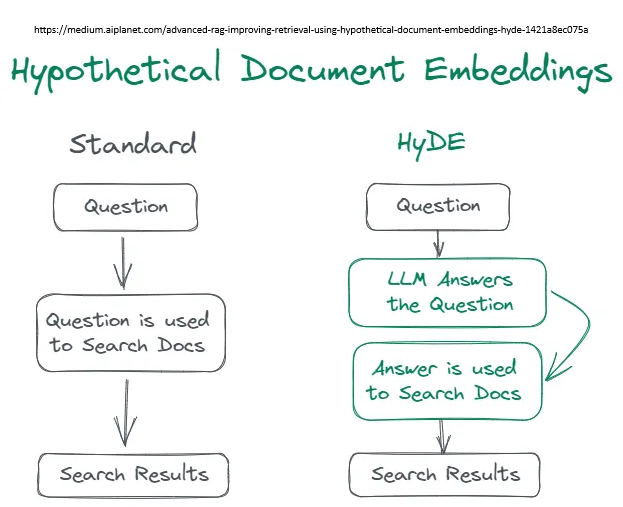 https://medium.aiplanet.com/advanced-rag-improving-retrieval-using-hypothetical-document-embeddings-hyde-1421a8ec075a
Hypothetical Document Embeddings
Standard
Question
Question is used
to Search Docs
Search Results
HyDE
Question
LLM Answers
the Question
Answer is used
to Search Docs
Search Results